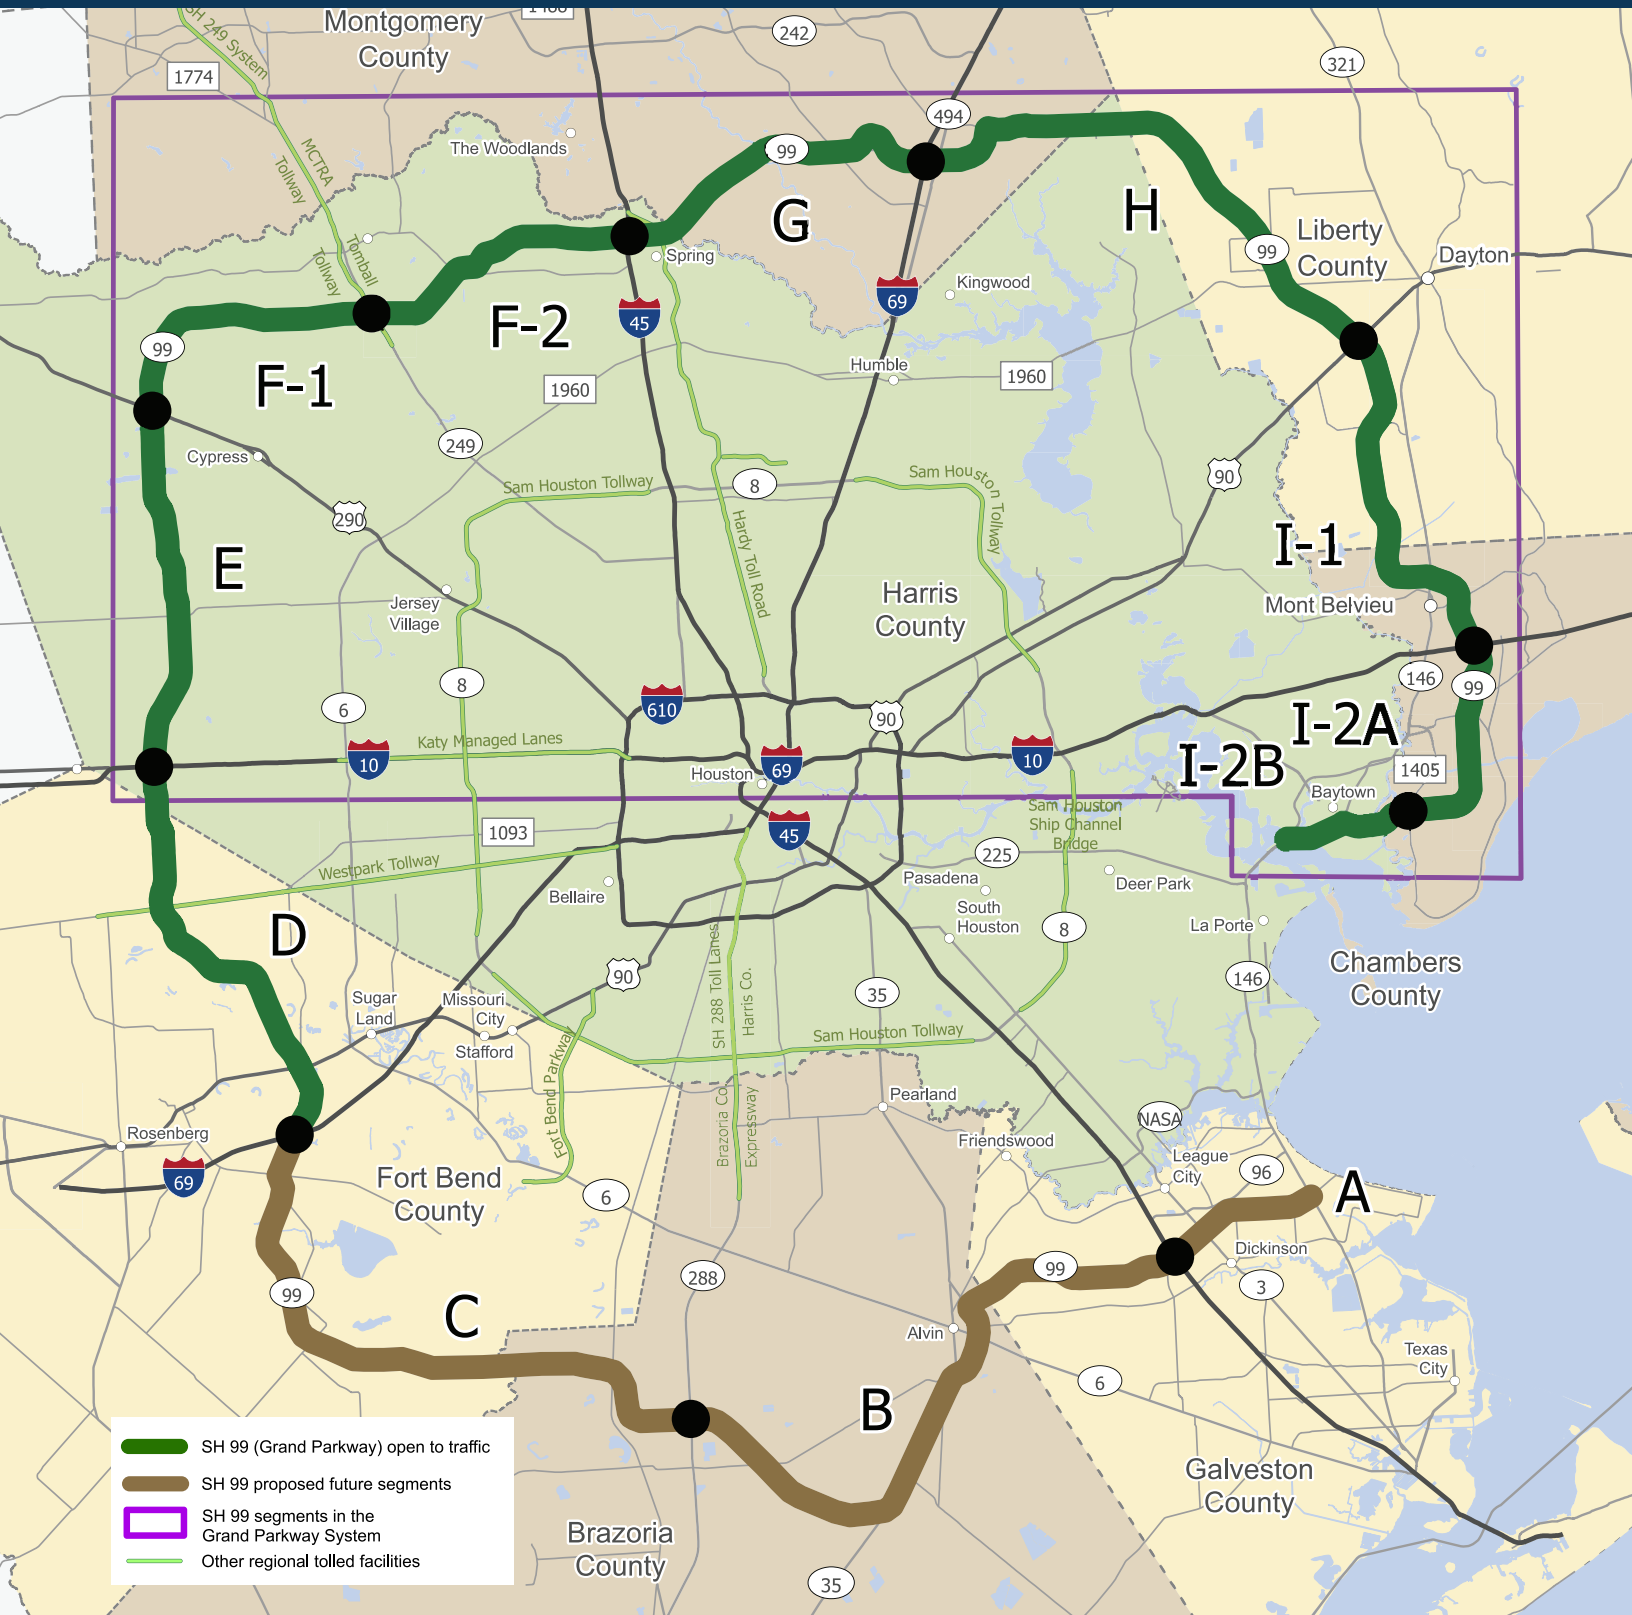 1488
Montgomery
County
SH 249 System
1774
242
321
494
MCTRA
Tollway
The Woodlands
99
H
G
Liberty
County
99
Dayton
Tomball
Tollway
Spring
Kingwood
69
45
F-2
99
F-1
1960
Humble
1960
249
Cypress
290
Sam Houston Tollway
8
Sam Houston Tollway
90
Hardy Toll Road
I-1
E
Harris
County
Jersey
Village
Mont Belvieu
8
6
610
90
146
99
I-2A
Katy Managed Lanes
10
Houston
69
10
I-2B
1405
Baytown
Sam Houston
Ship Channel
Bridge
1093
45
225
Westpark Tollway
Bellaire
Pasadena
Deer Park
South
Houston
La Porte
8
D
90
SH 288 Toll Lanes
Harris Co.
35
146
Chambers
County
Sugar
Land
Missouri
City
Stafford
Sam Houston Tollway
Fort Bend Parkway
Brazoria Co.
Expressway
Pearland
NASA
Rosenberg
Friendswood
League
City
96
A
69
Fort Bend
County
6
Dickinson
99
3
99
288
C
Alvin
Texas
City
6
B
Galveston
County
SH 99 (Grand Parkway) open to traffic
SH 99 proposed future segments
SH 99 segments in the
Grand Parkway System
Other regional tolled facilities
Brazoria
County
35